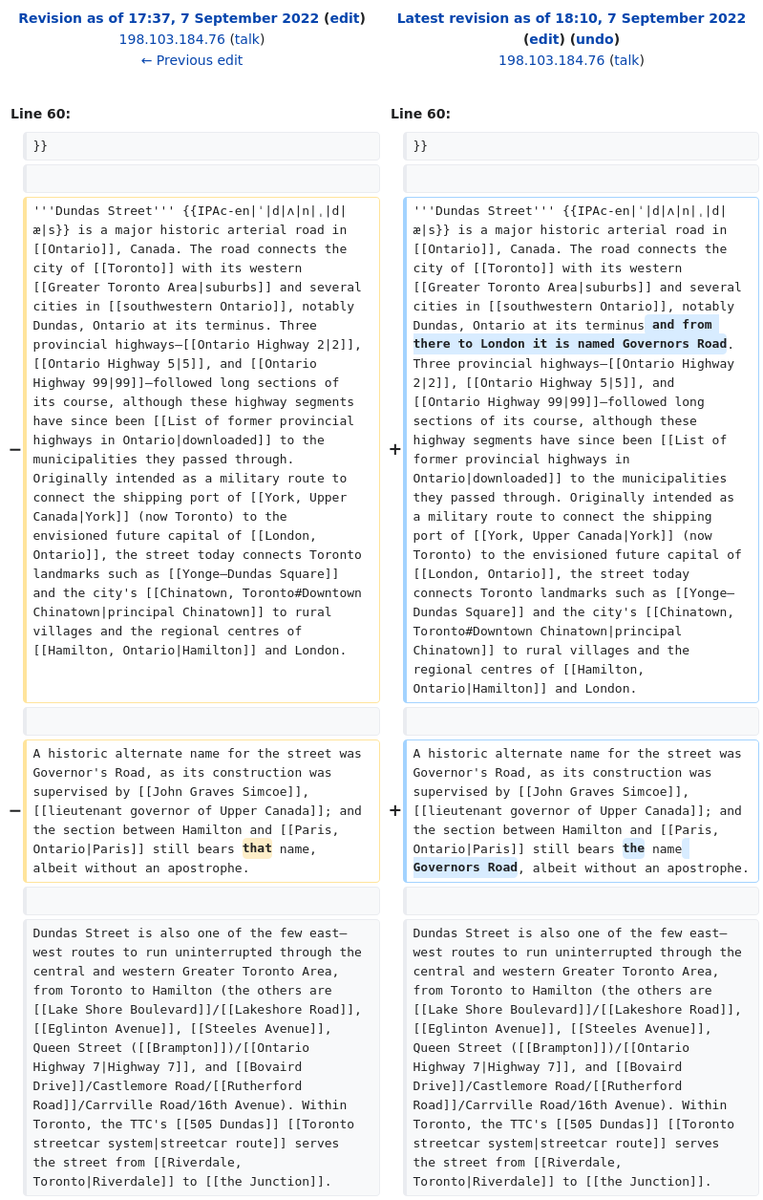 Revision as of 17:37, 7 September 2022 (edit)
198.103.184.76 (talk)
← Previous edit
Latest revision as of 18:10, 7 September 2022
(edit) (undo)
198.103.184.76 (talk)
Line 60:
Line 60:
}}
}}
−
'''Dundas Street''' {{IPAc-en|ˈ|d|ʌ|n|ˌ|d|
æ|s}} is a major historic arterial road in
[[Ontario]], Canada. The road connects the
city of [[Toronto]] with its western
[[Greater Toronto Area|suburbs]] and several
cities in [[southwestern Ontario]], notably
Dundas, Ontario at its terminus. Three
provincial highways—[[Ontario Highway 2|2]],
[[Ontario Highway 5|5]], and [[Ontario
Highway 99|99]]—followed long sections of
its course, although these highway segments
have since been [[List of former provincial
highways in Ontario|downloaded]] to the
municipalities they passed through.
Originally intended as a military route to
connect the shipping port of [[York, Upper
Canada|York]] (now Toronto) to the
envisioned future capital of [[London,
Ontario]], the street today connects Toronto
landmarks such as [[Yonge–Dundas Square]]
and the city's [[Chinatown, Toronto#Downtown
Chinatown|principal Chinatown]] to rural
villages and the regional centres of
[[Hamilton, Ontario|Hamilton]] and London.
+
'''Dundas Street''' {{IPAc-en|ˈ|d|ʌ|n|ˌ|d|
æ|s}} is a major historic arterial road in
[[Ontario]], Canada. The road connects the
city of [[Toronto]] with its western
[[Greater Toronto Area|suburbs]] and several
cities in [[southwestern Ontario]], notably
Dundas, Ontario at its terminus and from
there to London it is named Governors Road.
Three provincial highways—[[Ontario Highway
2|2]], [[Ontario Highway 5|5]], and
[[Ontario Highway 99|99]]—followed long
sections of its course, although these
highway segments have since been [[List of
former provincial highways in
Ontario|downloaded]] to the municipalities
they passed through. Originally intended as
a military route to connect the shipping
port of [[York, Upper Canada|York]] (now
Toronto) to the envisioned future capital of
[[London, Ontario]], the street today
connects Toronto landmarks such as [[Yonge–
Dundas Square]] and the city's [[Chinatown,
Toronto#Downtown Chinatown|principal
Chinatown]] to rural villages and the
regional centres of [[Hamilton,
Ontario|Hamilton]] and London.
−
A historic alternate name for the street was
Governor's Road, as its construction was
supervised by [[John Graves Simcoe]],
[[lieutenant governor of Upper Canada]]; and
the section between Hamilton and [[Paris,
Ontario|Paris]] still bears that name,
albeit without an apostrophe.
+
A historic alternate name for the street was
Governor's Road, as its construction was
supervised by [[John Graves Simcoe]],
[[lieutenant governor of Upper Canada]]; and
the section between Hamilton and [[Paris,
Ontario|Paris]] still bears the name
Governors Road, albeit without an apostrophe.
Dundas Street is also one of the few east–
west routes to run uninterrupted through the
central and western Greater Toronto Area,
from Toronto to Hamilton (the others are
[[Lake Shore Boulevard]]/[[Lakeshore Road]],
[[Eglinton Avenue]], [[Steeles Avenue]],
Queen Street ([[Brampton]])/[[Ontario
Highway 7|Highway 7]], and [[Bovaird
Drive]]/Castlemore Road/[[Rutherford
Road]]/Carrville Road/16th Avenue). Within
Toronto, the TTC's [[505 Dundas]] [[Toronto
streetcar system|streetcar route]] serves
the street from [[Riverdale,
Toronto|Riverdale]] to [[the Junction]].
Dundas Street is also one of the few east–
west routes to run uninterrupted through the
central and western Greater Toronto Area,
from Toronto to Hamilton (the others are
[[Lake Shore Boulevard]]/[[Lakeshore Road]],
[[Eglinton Avenue]], [[Steeles Avenue]],
Queen Street ([[Brampton]])/[[Ontario
Highway 7|Highway 7]], and [[Bovaird
Drive]]/Castlemore Road/[[Rutherford
Road]]/Carrville Road/16th Avenue). Within
Toronto, the TTC's [[505 Dundas]] [[Toronto
streetcar system|streetcar route]] serves
the street from [[Riverdale,
Toronto|Riverdale]] to [[the Junction]].